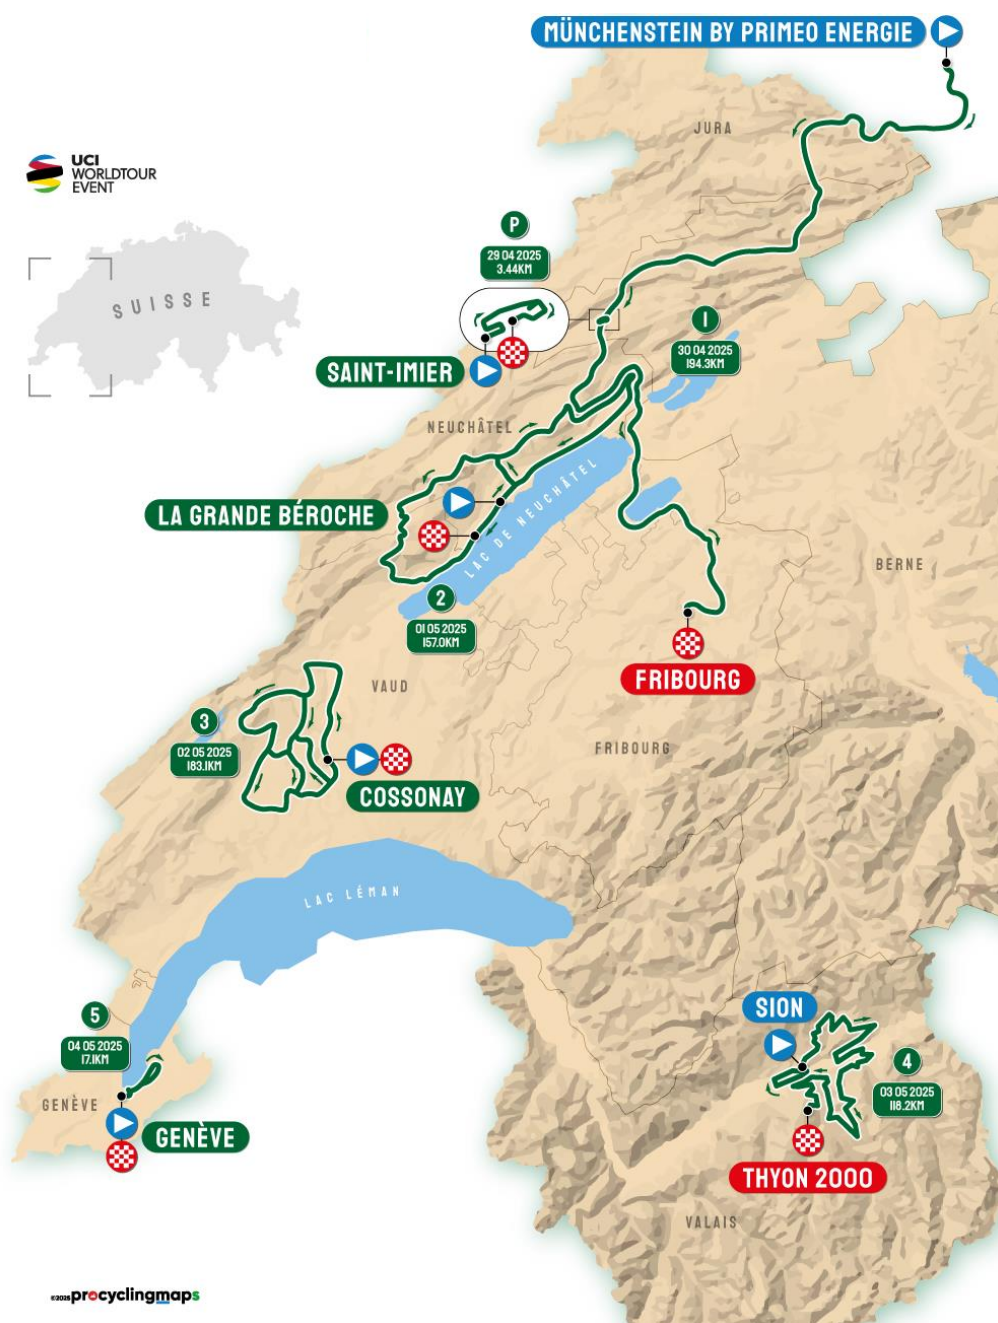 MÜNCHENSTEIN BY PRIMEO ENERGIE
JURA
UCI
WORLDTOUR
EVENT
SUISSE
P
29 04 2025
3.44KM
SAINT-IMIER
1
30 04 2025
194.3KM
NEUCHÂTEL
LA GRANDE BÉROCHE
LAC DE NEUCHÂTEL
BERNE
2
01 05 2025
157.0KM
FRIBOURG
VAUD
3
02 05 2025
183.1KM
FRIBOURG
COSSONAY
LAC LÉMAN
SION
5
04 05 2025
17.1KM
4
03 05 2025
118.2KM
GENÈVE
GENÈVE
THYON 2000
VALAIS
©2025 procyclingmaps